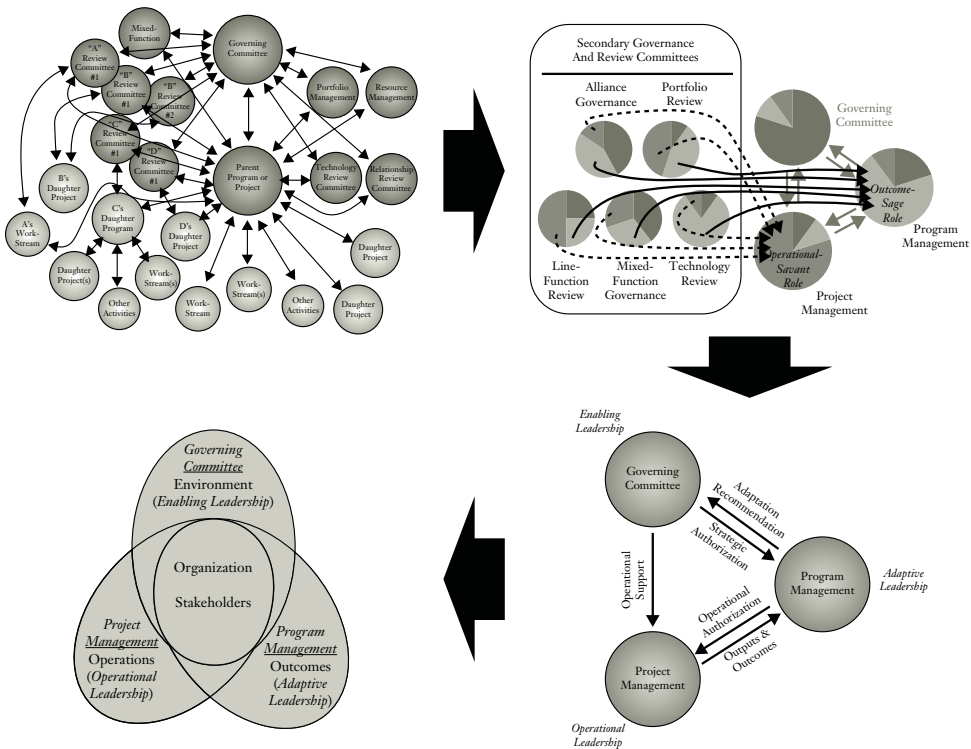 Mixed-
Function
Governing
Committee
"A"
Review
Committee
#1
"B"
Review
Committee
#1
"B"
Review
Committee
#2
Portfolio
Management
Resource
Management
"C"
Review
Committee
#1
"D"
Review
Committee
#1
Parent
Program or
Project
Technology
Review
Committee
Relationship
Review
Committee
B's
Daughter
Project
A's
Work-
Stream
C's
Daughter
Program
D's
Daughter
Project
Daughter
Project
Daughter
Project(s)
Work-
Stream(s)
Other
Activities
Work-
Stream
Work-
Stream(s)
Other
Activities
Daughter
Project
Secondary Governance
And Review Committees
Alliance
Governance
Portfolio
Review
Governing
Committee
Outcome-
Sage
Role
Program
Management
Operational-
Savant
Role
Project
Management
Line-
Function
Review
Mixed-
Function
Governance
Technology
Review
Enabling
Leadership
Governing
Committee
Adaptation
Recommendation
Strategic
Authorization
Operational
Support
Program
Management
Adaptive
Leadership
Operational
Authorization
Outputs &
Outcomes
Project
Management
Operational
Leadership
Governing
Committee
Environment
(Enabling Leadership)
Organization
Stakeholders
Project
Management
Operations
(Operational
Leadership)
Program
Management
Outcomes
(Adaptive
Leadership)